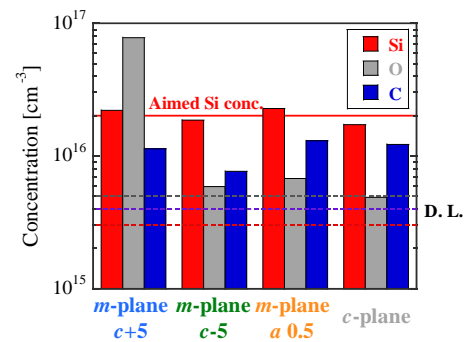 10^17
Si
O
C
Aimed Si conc.
Concentration [cm^-3]
10^16
D. L.
10^15
m-plane m-plane m-plane c-plane
c+5 c-5 a 0.5